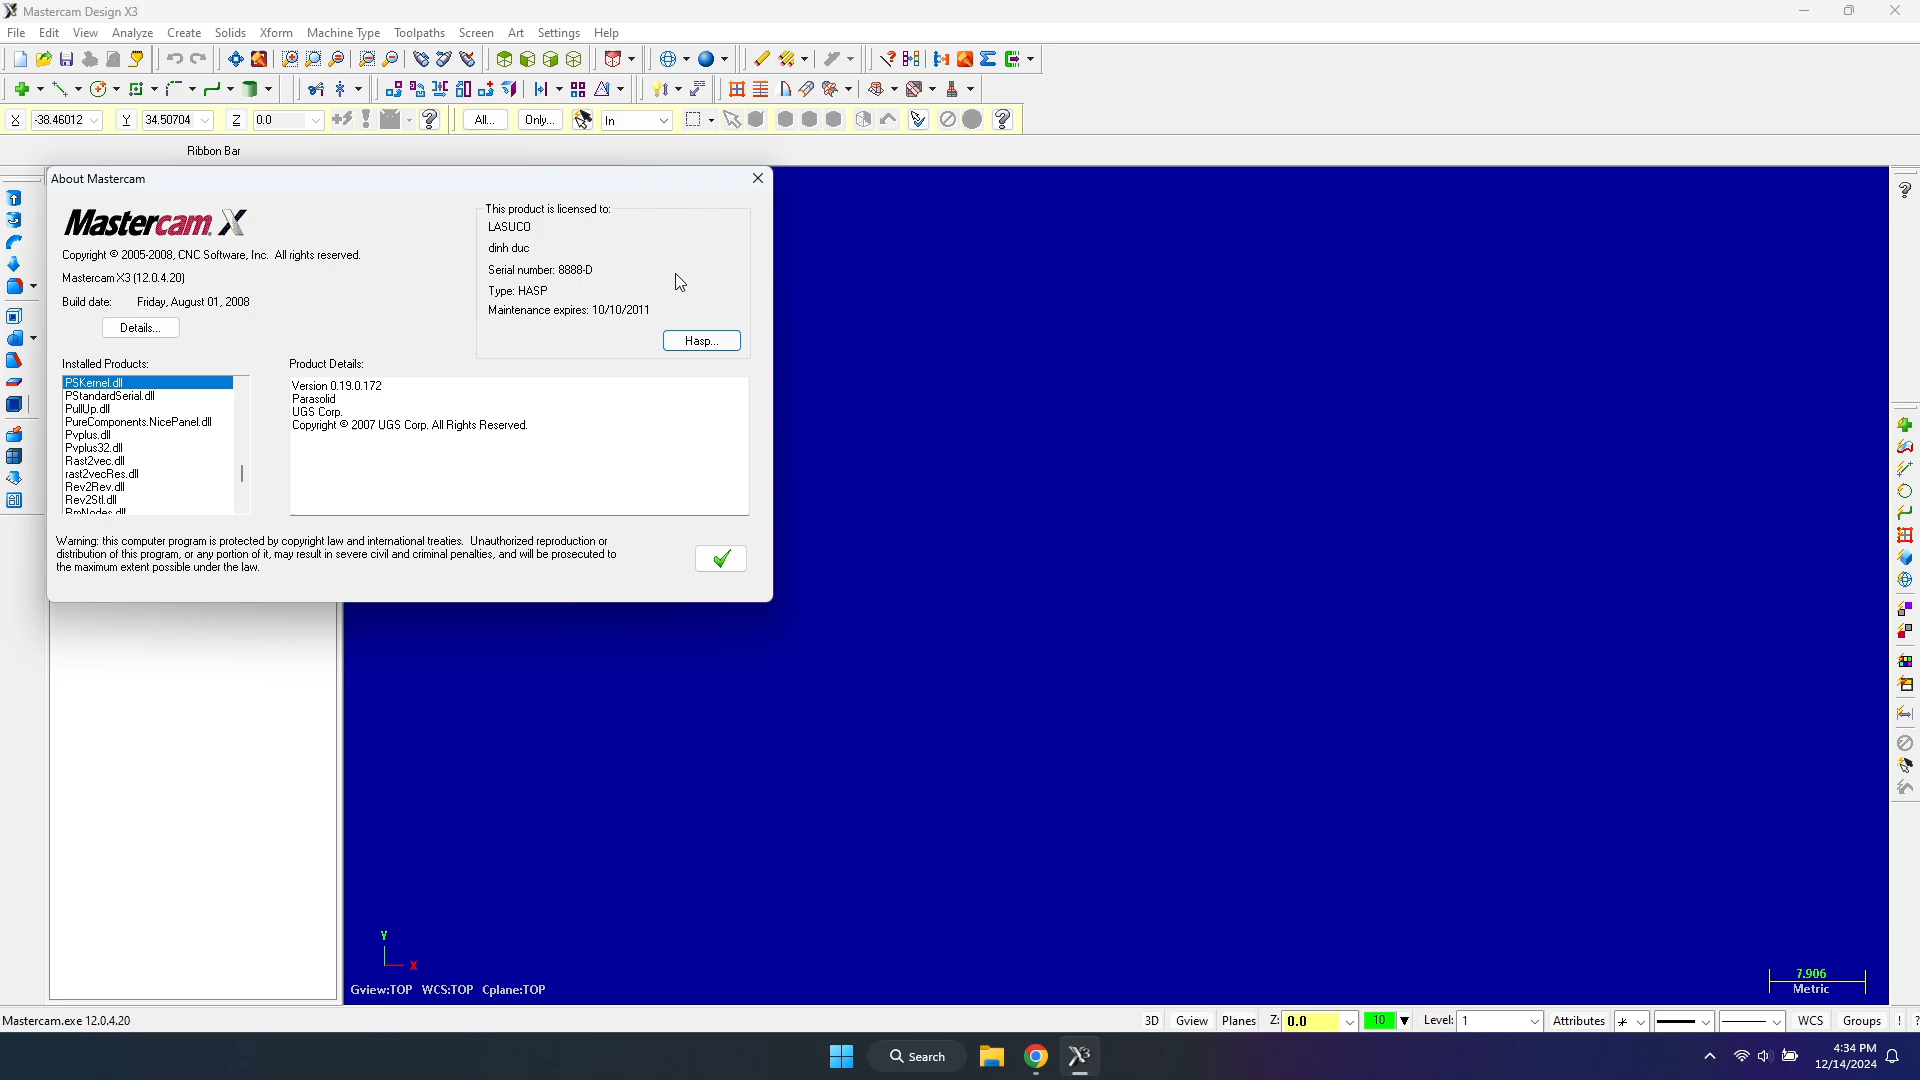 Mastercam Design X3
File Edit View Analyze Create Solids Xform Machine Type Toolpaths Screen Art Settings Help
X -38.46012 Y 34.50704 Z 0.0 All... Only... In
Ribbon Bar
About Mastercam
Mastercam X
Copyright © 2005-2008, CNC Software, Inc. All rights reserved.
Mastercam X3 (12.0.4.20)
Build date: Friday, August 01, 2008
Details...
This product is licensed to:
LASUCO
dinh duc
Serial number: 8888-D
Type: HASP
Maintenance expires: 10/10/2011
Hasp...
Installed Products:
PSKernel.dll
PStandardSerial.dll
PullUp.dll
PureComponents.NicePanel.dll
Pvplus.dll
Pvplus32.dll
Rast2vec.dll
rast2vecRes.dll
Rev2Rev.dll
Rev2Stl.dll
RmNodes.dll
Product Details:
Version 0.19.0.172
Parasolid
UGS Corp.
Copyright © 2007 UGS Corp. All Rights Reserved.
Warning: this computer program is protected by copyright law and international treaties. Unauthorized reproduction or
distribution of this program, or any portion of it, may result in severe civil and criminal penalties, and will be prosecuted to
the maximum extent possible under the law.
Y
X
Gview:TOP WCS:TOP Cplane:TOP
7.906
Metric
Mastercam.exe 12.0.4.20
3D Gview Planes Z: 0.0 10 Level: 1 Attributes WCS Groups ! ?
Search
X3
4:34 PM
12/14/2024